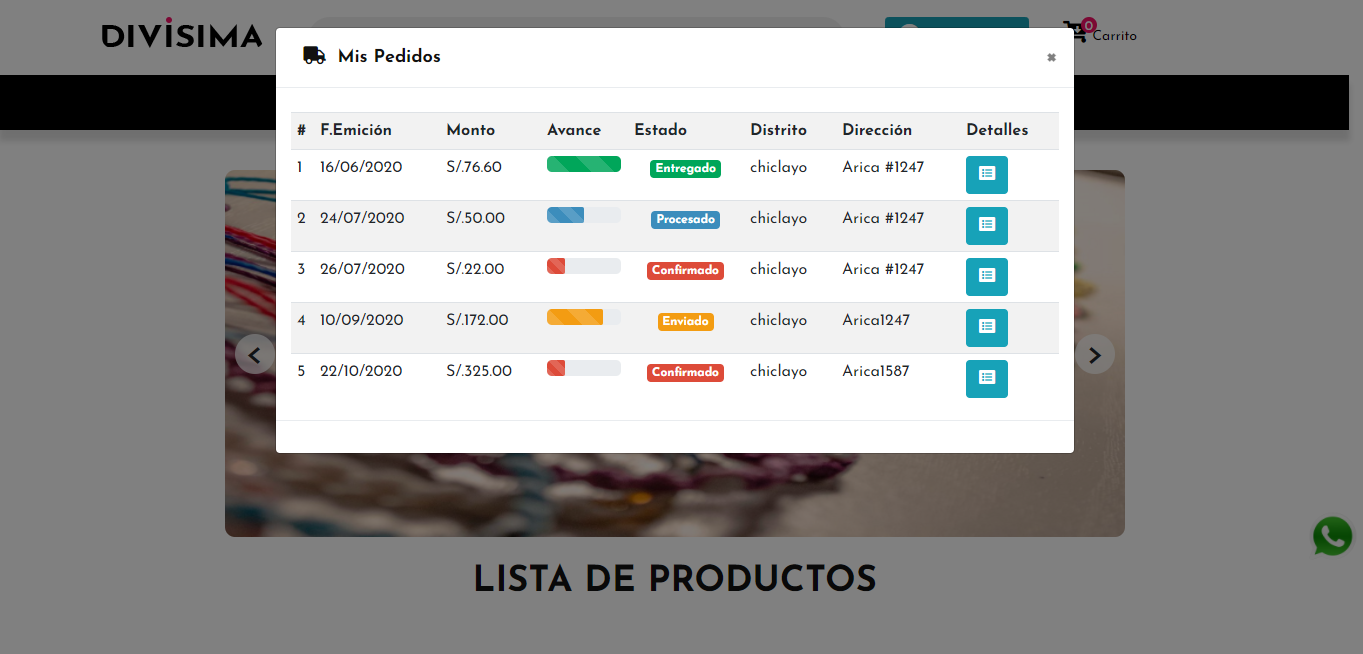 DIVISIMA
0
Carrito
Mis Pedidos
×
# F.Emición Monto Avance Estado Distrito Dirección Detalles
1 16/06/2020 S/.76.60 Entregado chiclayo Arica #1247
2 24/07/2020 S/.50.00 Procesado chiclayo Arica #1247
3 26/07/2020 S/.22.00 Confirmado chiclayo Arica #1247
4 10/09/2020 S/.172.00 Enviado chiclayo Arica1247
5 22/10/2020 S/.325.00 Confirmado chiclayo Arica1587
LISTA DE PRODUCTOS